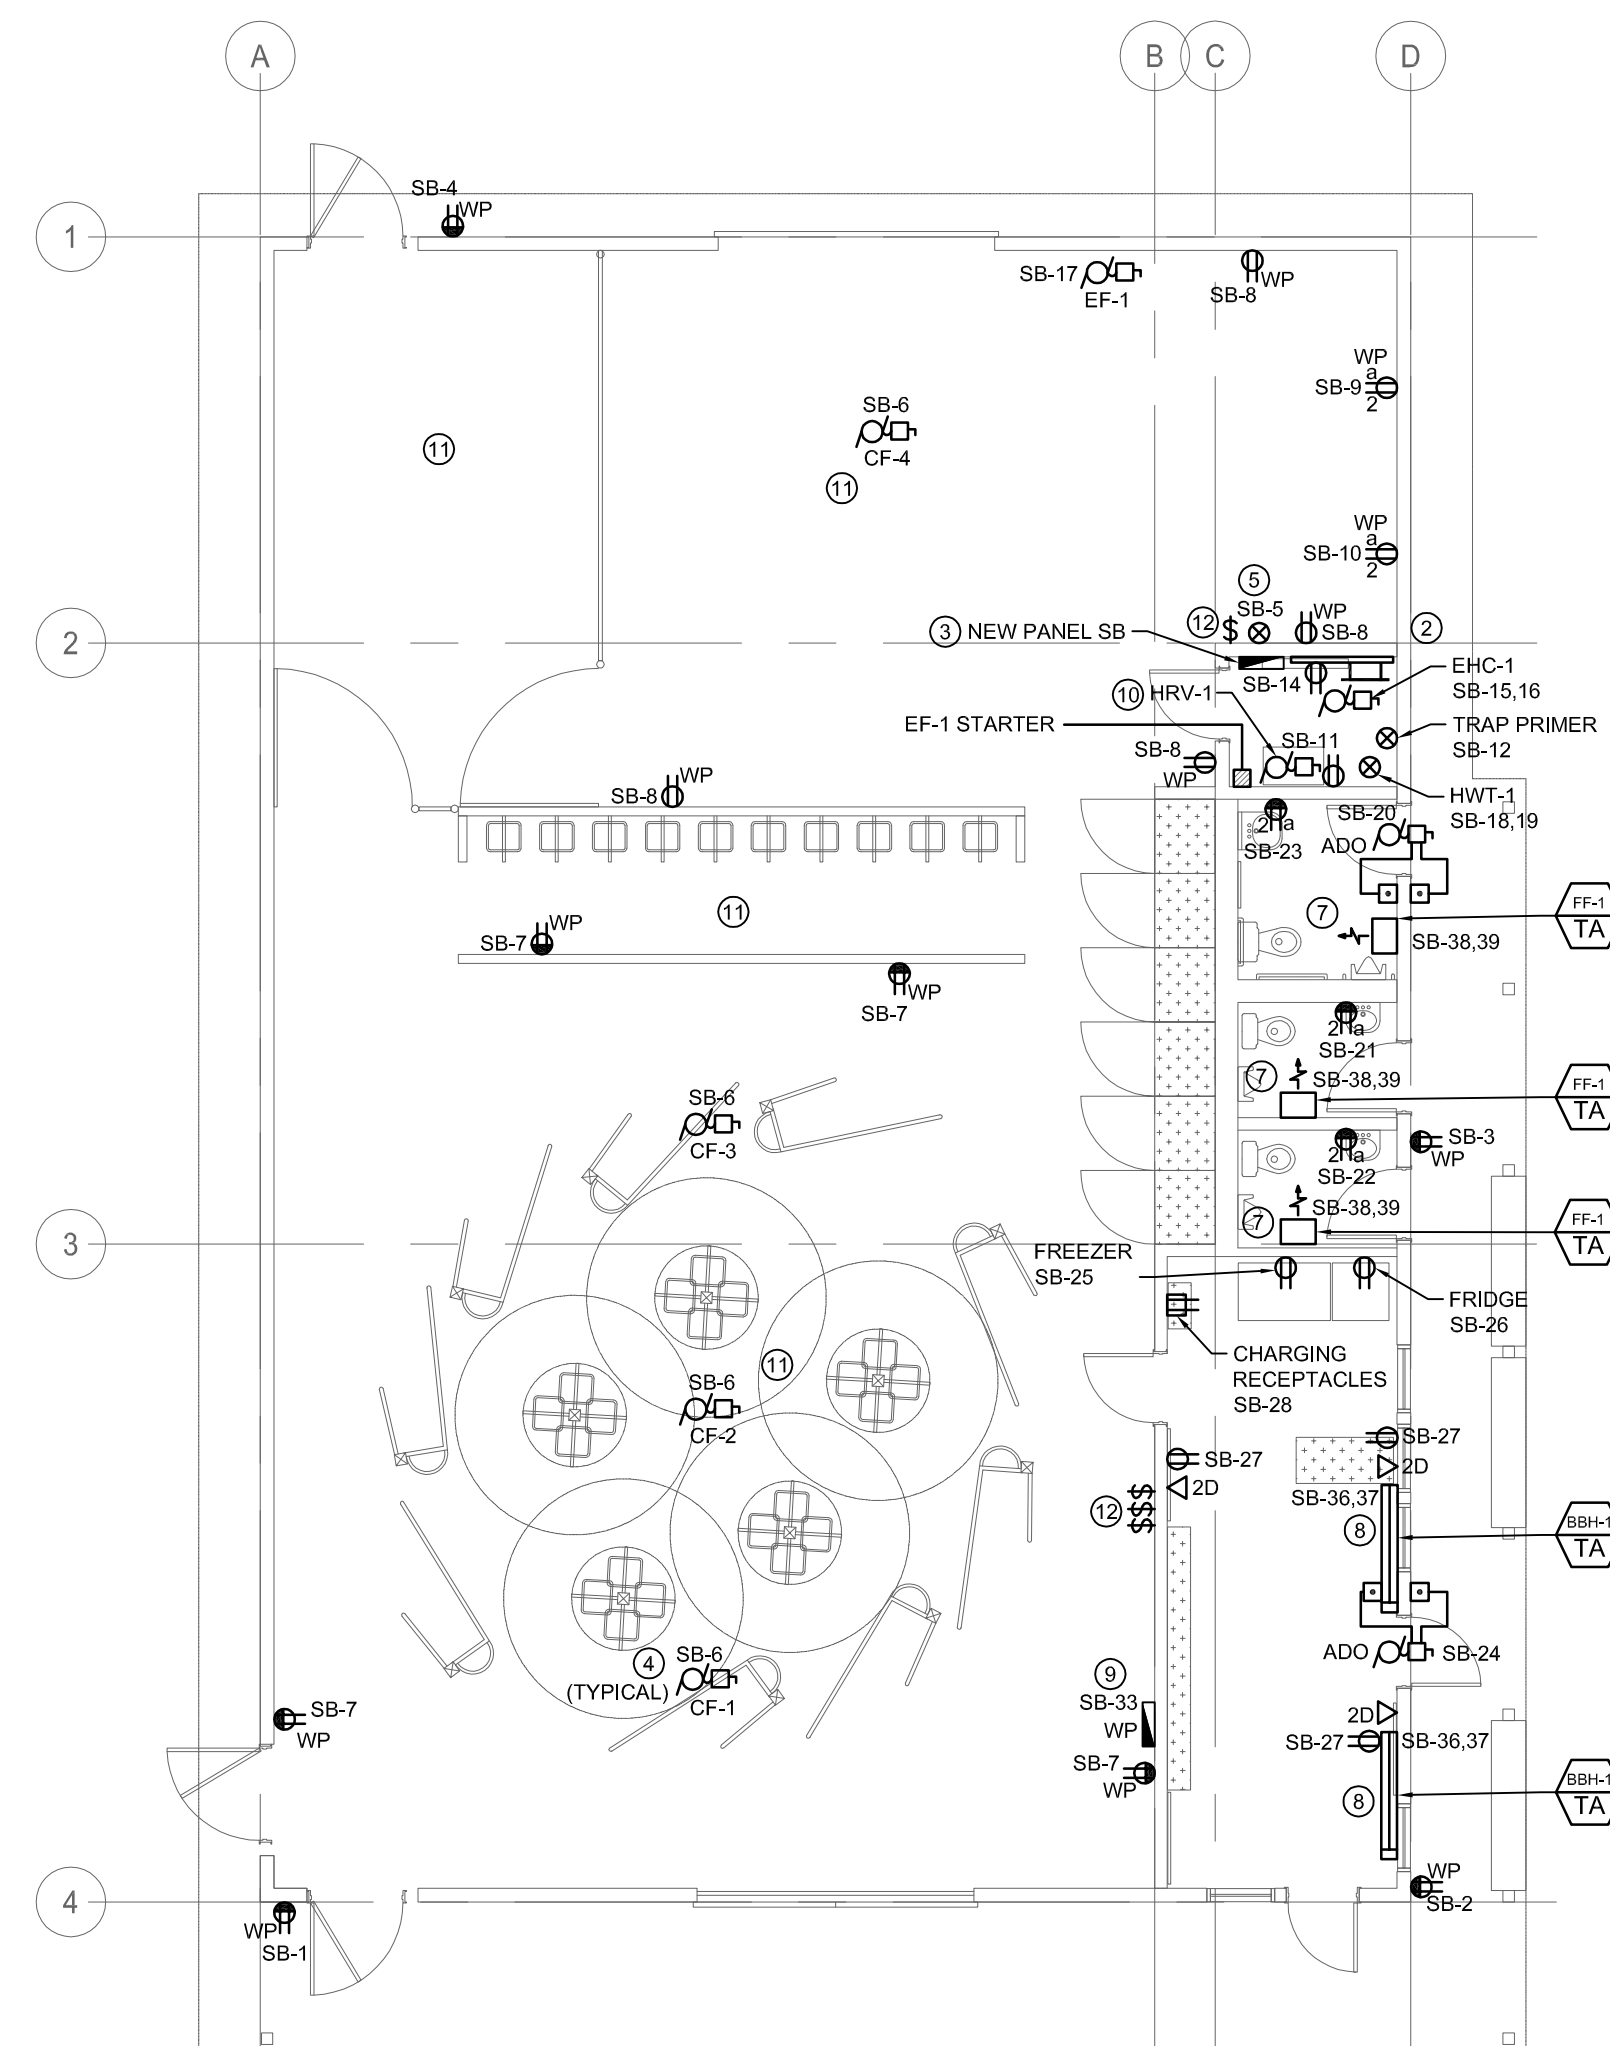 A
B
C
D
SB-4
WP
1
SB-17
EF-1
WP
SB-8
WP
a
SB-9
2
SB-6
CF-4
11
11
WP
a
SB-10
2
5
SB-5
WP
12
$
SB-8
2
3 NEW PANEL SB
2
SB-14
EHC-1
SB-15,16
10 HRV-1
EF-1 STARTER
TRAP PRIMER
SB-12
SB-11
SB-8
WP
HWT-1
SB-18,19
WP
SB-8
SB-20
ADO
2 a
SB-23
FF-1
TA
7
SB-38,39
11
WP
SB-7
WP
SB-7
2 a
SB-21
7
SB-38,39
FF-1
TA
SB-6
CF-3
2 a
SB-22
SB-3
WP
7
SB-38,39
FF-1
TA
3
FREEZER
SB-25
FRIDGE
SB-26
CHARGING
RECEPTACLES
SB-28
11
SB-6
CF-2
SB-27
SB-27
2D
2D
12
$$$
SB-36,37
8
BBH-1
TA
4
(TYPICAL)
SB-6
CF-1
ADO
SB-24
9
SB-33
WP
2D
SB-27
SB-36,37
SB-7
WP
SB-7
WP
8
BBH-1
TA
WP
SB-2
4
WP
SB-1